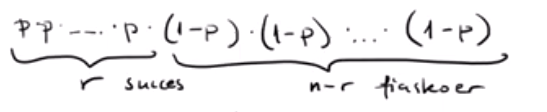 p p · ---- · p · (1-p) · (1-p) · ... · (1-p)
r succes n-r fiaskoer